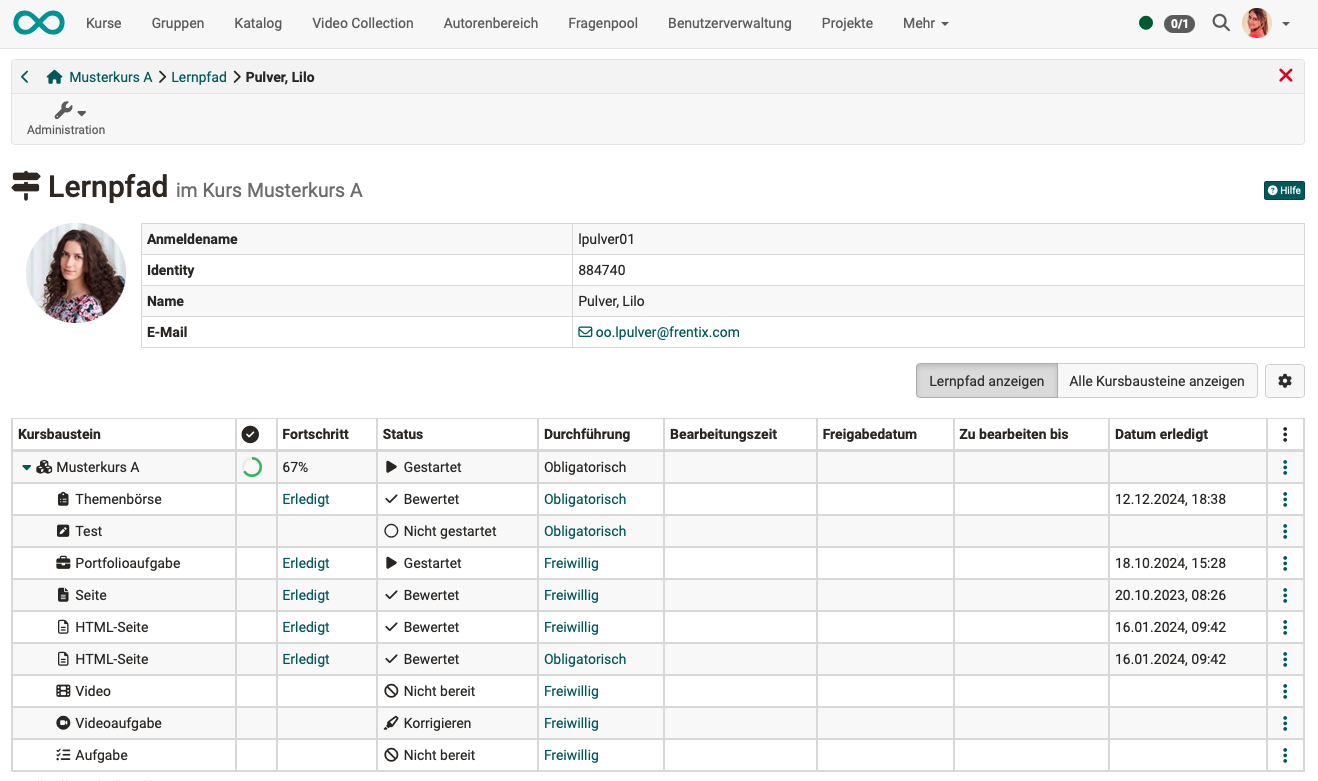 Kurse Gruppen Katalog Video Collection Autorenbereich Fragenpool Benutzerverwaltung Projekte Mehr 0/1
Musterkurs A Lernpfad Pulver, Lilo
Administration
Lernpfad im Kurs Musterkurs A
Hilfe
Anmeldename lpulver01
Identity 884740
Name Pulver, Lilo
E-Mail oo.lpulver@frentix.com
Lernpfad anzeigen Alle Kursbausteine anzeigen
Kursbaustein Fortschritt Status Durchführung Bearbeitungszeit Freigabedatum Zu bearbeiten bis Datum erledigt
Musterkurs A 67% Gestartet Obligatorisch
Themenbörse Erledigt Bewertet Obligatorisch 12.12.2024, 18:38
Test Nicht gestartet Obligatorisch
Portfolioaufgabe Erledigt Gestartet Freiwillig 18.10.2024, 15:28
Seite Erledigt Bewertet Freiwillig 20.10.2023, 08:26
HTML-Seite Erledigt Bewertet Freiwillig 16.01.2024, 09:42
HTML-Seite Erledigt Bewertet Obligatorisch 16.01.2024, 09:42
Video Nicht bereit Freiwillig
Videoaufgabe Korrigieren Freiwillig
Aufgabe Nicht bereit Freiwillig